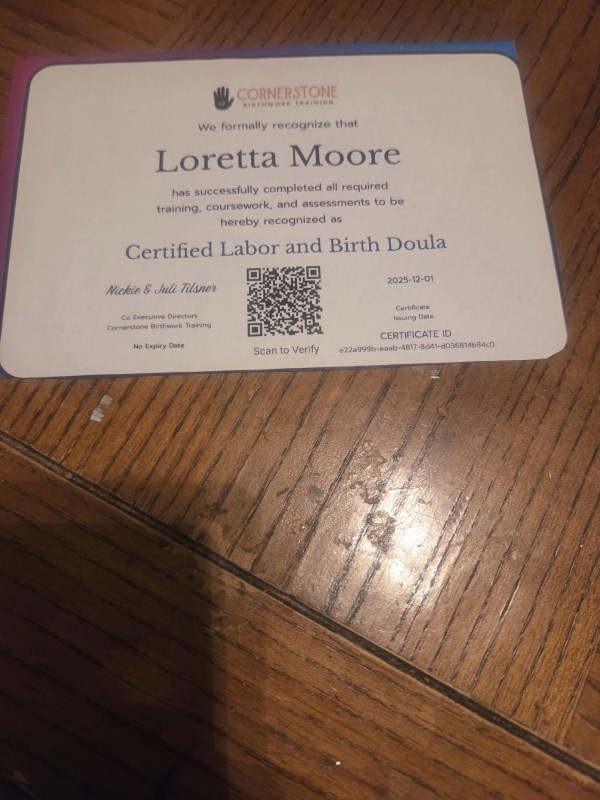 CORNERSTONE
BIRTHWORK TRAINING
We formally recognize that
Loretta Moore
has successfully completed all required
training, coursework, and assessments to be
hereby recognized as
Certified Labor and Birth Doula
Nickie & Juli Tilsner
Co Executive Directors
Cornerstone Birthwork Training
No Expiry Date
Scan to Verify
2025-12-01
Certificate
Issuing Date
CERTIFICATE ID
e22a999b-eaab-4817-8d41-d036814b84c0